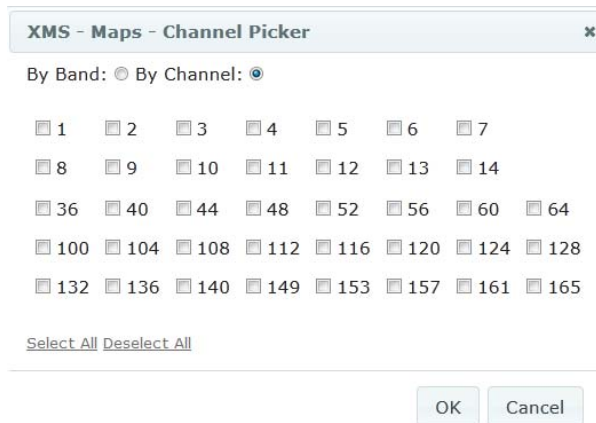 XMS - Maps - Channel Picker
By Band: By Channel:
1 2 3 4 5 6 7
8 9 10 11 12 13 14
36 40 44 48 52 56 60 64
100 104 108 112 116 120 124 128
132 136 140 149 153 157 161 165
Select All Deselect All
OK Cancel